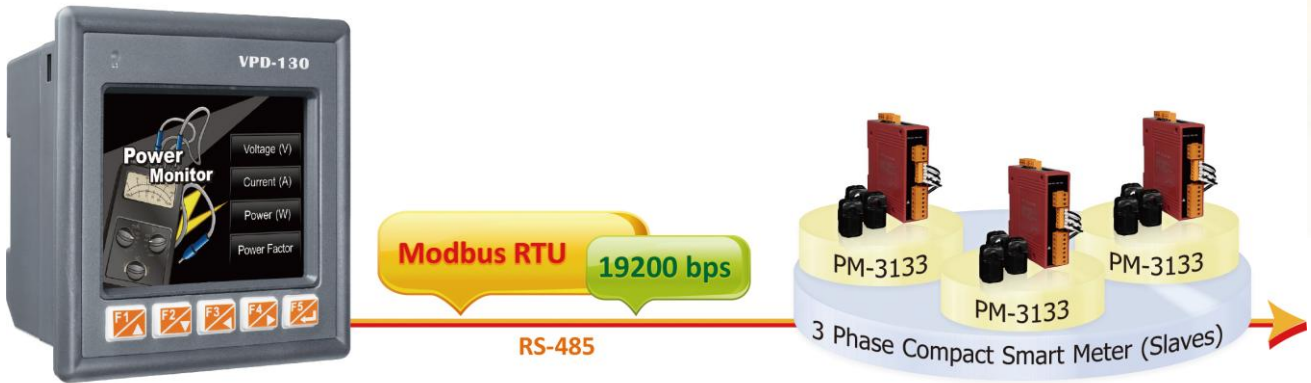 VPD-130
Power
Monitor
Voltage (V)
Current (A)
Power (W)
Power Factor
F1
F2
F3
F4
F5
Modbus RTU
19200 bps
RS-485
PM-3133
PM-3133
PM-3133
3 Phase Compact Smart Meter (Slaves)